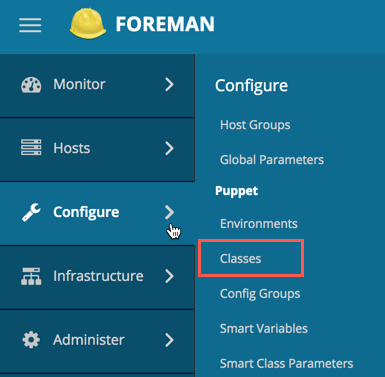 FOREMAN
Monitor
Hosts
Configure
Infrastructure
Administer
Configure
Host Groups
Global Parameters
Puppet
Environments
Classes
Config Groups
Smart Variables
Smart Class Parameters